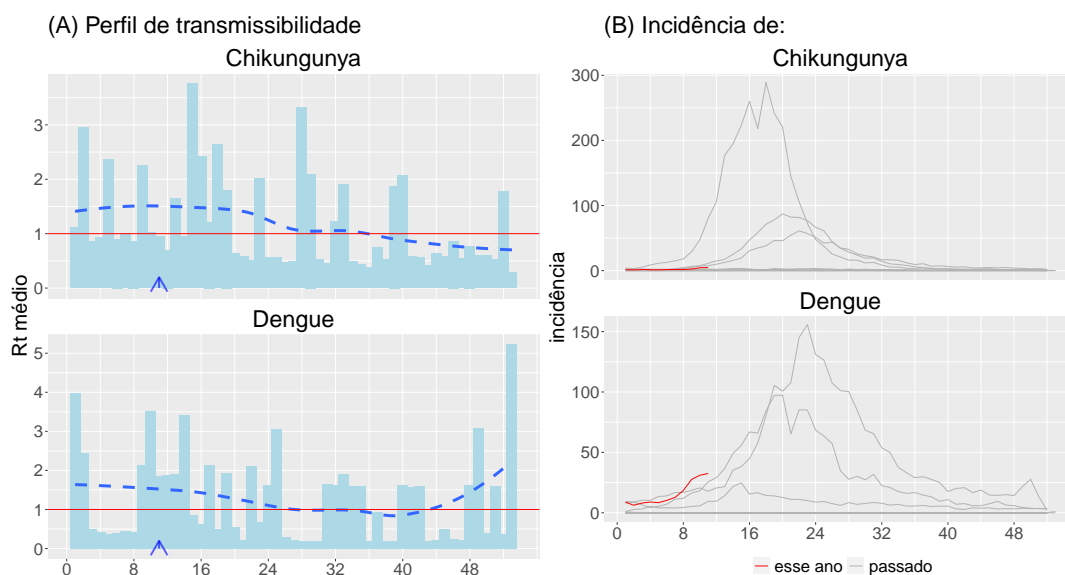 (A) Perfil de transmissibilidade
Chikungunya
3
2
1
0
Dengue
5
4
3
2
1
0
0 8 16 24 32 40 48
Rt médio
(B) Incidência de:
Chikungunya
300
200
100
0
Dengue
150
100
50
0
0 8 16 24 32 40 48
incidência
esse ano passado